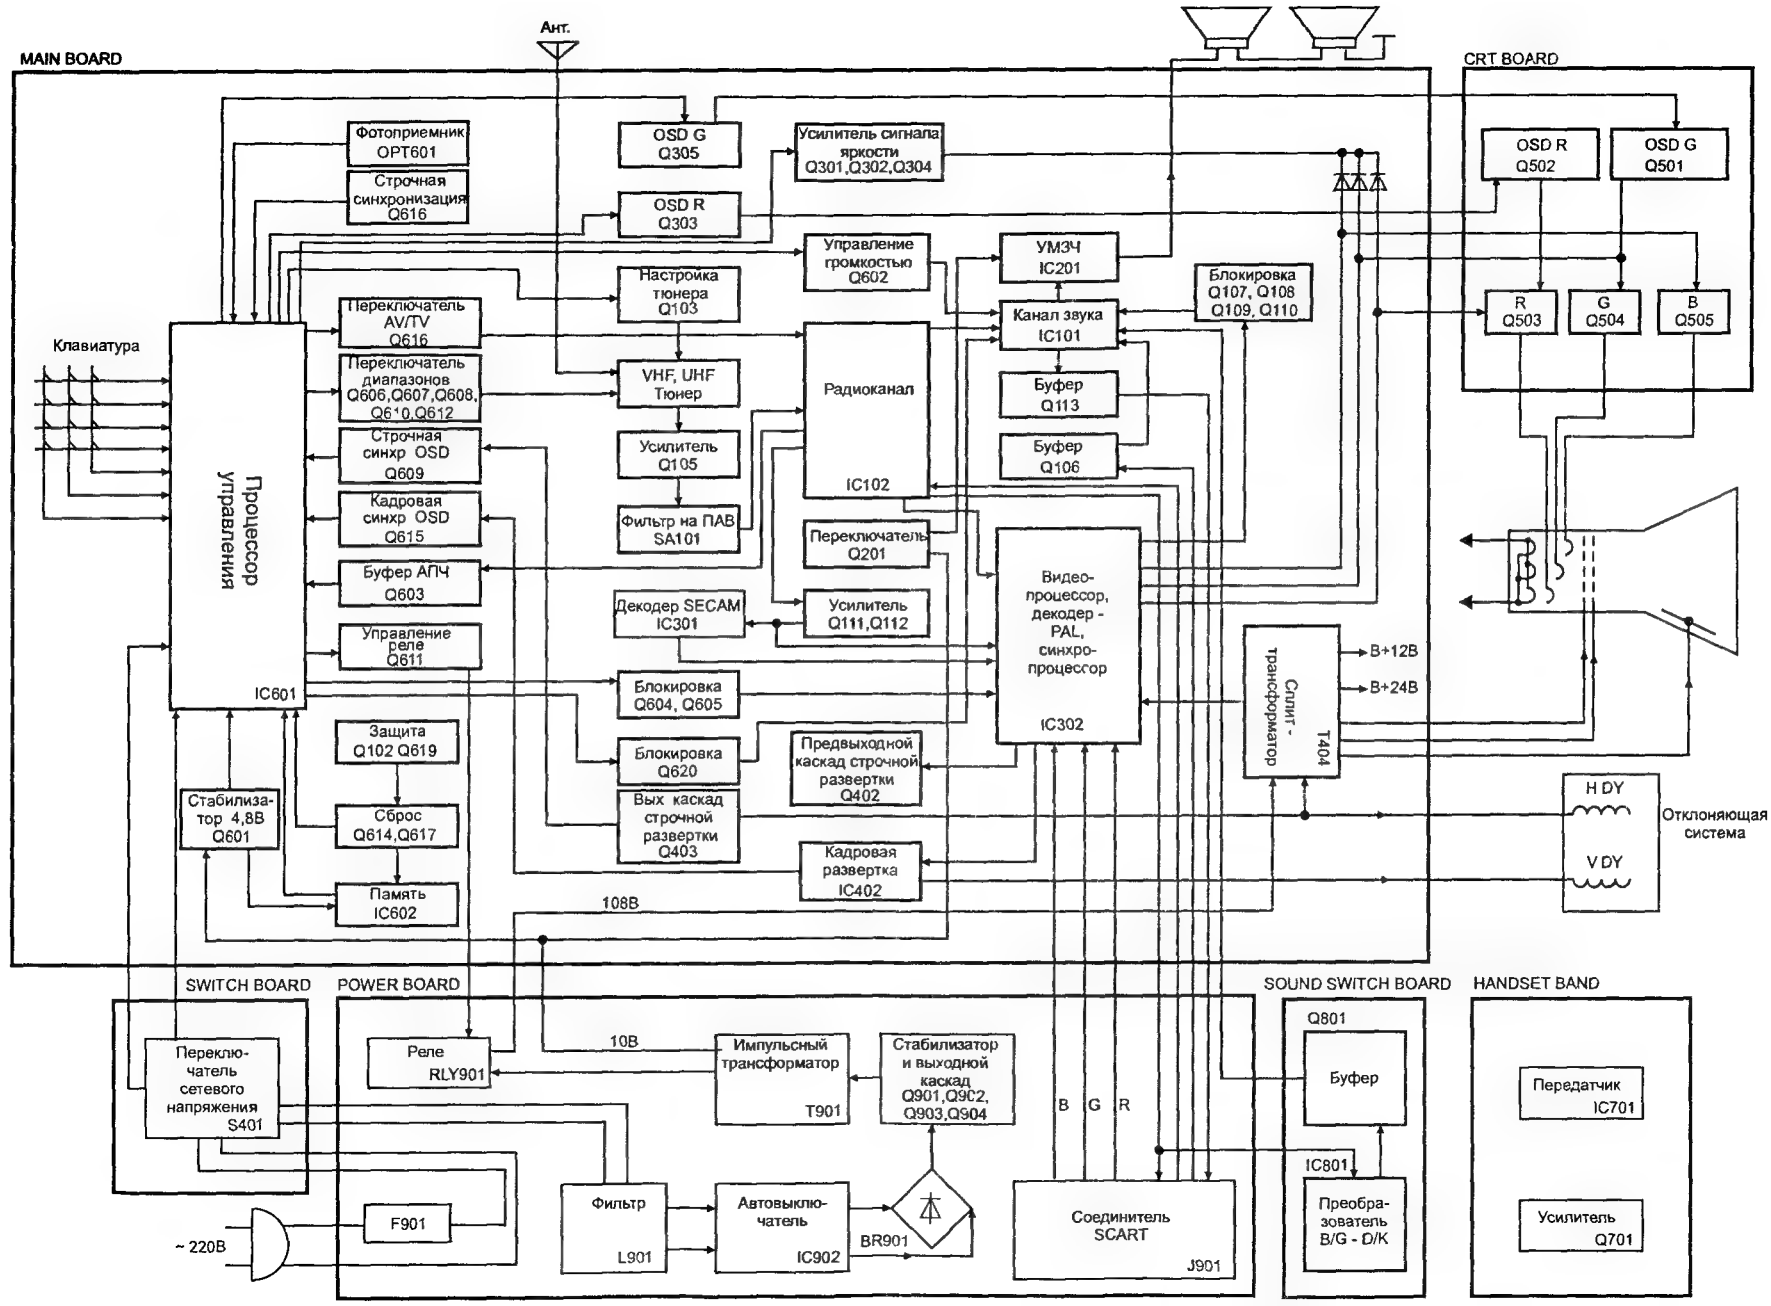 Ант.
MAIN BOARD
CRT BOARD
Фотоприемник
OPT601
Строчная
синхронизация
Q616
OSD G
Q305
OSD R
Q303
Усилитель сигнала
яркости
Q301,Q302,Q304
OSD R
Q502
OSD G
Q501
Управление
громкостью
Q602
УМЗЧ
IC201
Блокировка
Q107, Q108
Q109, Q110
Настройка
тюнера
Q103
Переключатель
AV/TV
Q616
Канал звука
IC101
R
Q503
G
Q504
B
Q505
Клавиатура
Переключатель
диапазонов
Q606,Q607,Q608,
Q610,Q612
VHF, UHF
Тюнер
Радиоканал
IC102
Буфер
Q113
Буфер
Q106
Строчная
синхр OSD
Q609
Усилитель
Q105
Процессор
управления
IC601
Кадровая
синхр OSD
Q615
Фильтр на ПАВ
SA101
Переключатель
Q201
Буфер АПЧ
Q603
Декодер SECAM
IC301
Усилитель
Q111,Q112
Видео-
процессор,
декодер -
PAL,
синхро-
процессор
IC302
Управление
реле
Q611
Блокировка
Q604, Q605
Сплит -
трансформатор
T404
B+12В
B+24В
Защита
Q102 Q619
Блокировка
Q620
Предвыходной
каскад строчной
развертки
Q402
Стабилиза-
тор 4,8В
Q601
Сброс
Q614,Q617
Вых каскад
строчной
развертки
Q403
H DY
V DY
Отклоняющая
система
Кадровая
развертка
IC402
Память
IC602
108В
SWITCH BOARD
POWER BOARD
SOUND SWITCH BOARD
HANDSET BAND
Переклю-
чатель
сетевого
напряжения
S401
Реле
RLY901
10В
Импульсный
трансформатор
T901
Стабилизатор
и выходной
каскад
Q901,Q902,
Q903,Q904
B
G
R
Q801
Буфер
Передатчик
IC701
IC801
Преобра-
зователь
B/G - D/K
F901
~ 220В
Фильтр
L901
Автовыклю-
чатель
IC902
BR901
Соединитель
SCART
J901
Усилитель
Q701